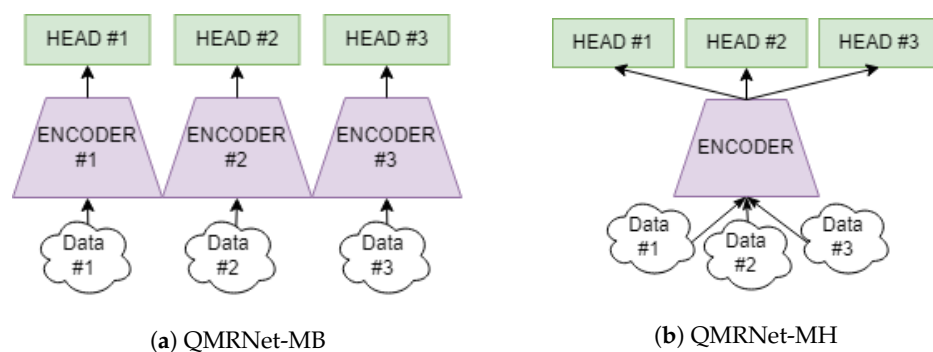 HEAD #1 HEAD #2 HEAD #3
ENCODER #1 ENCODER #2 ENCODER #3
Data #1 Data #2 Data #3
(a) QMRNet-MB
HEAD #1 HEAD #2 HEAD #3
ENCODER
Data #1 Data #2 Data #3
(b) QMRNet-MH